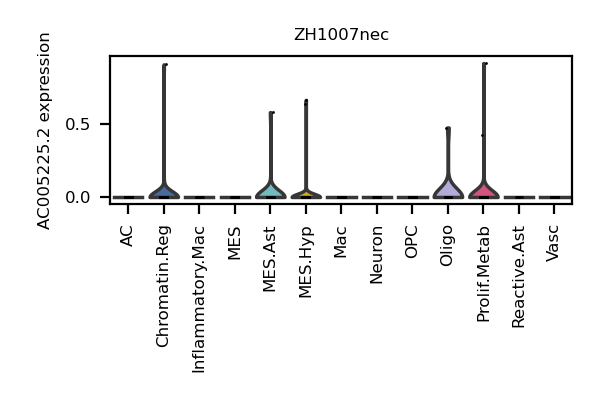 ZH1007nec
AC005225.2 expression
0.5
0.0
AC
Chromatin.Reg
Inflammatory.Mac
MES
MES.Ast
MES.Hyp
Mac
Neuron
OPC
Oligo
Prolif.Metab
Reactive.Ast
Vasc